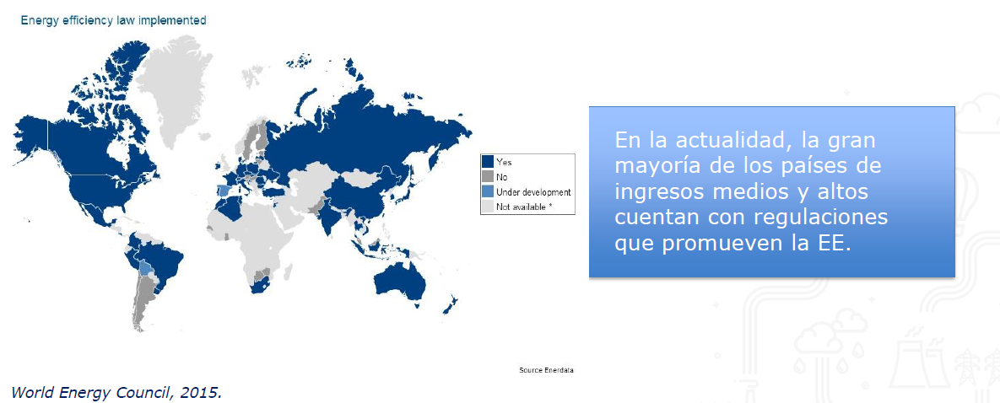 Energy efficiency law implemented
Yes
No
Under development
Not available *
Source Enerdata
World Energy Council, 2015.
En la actualidad, la gran
mayoría de los países de
ingresos medios y altos
cuentan con regulaciones
que promueven la EE.